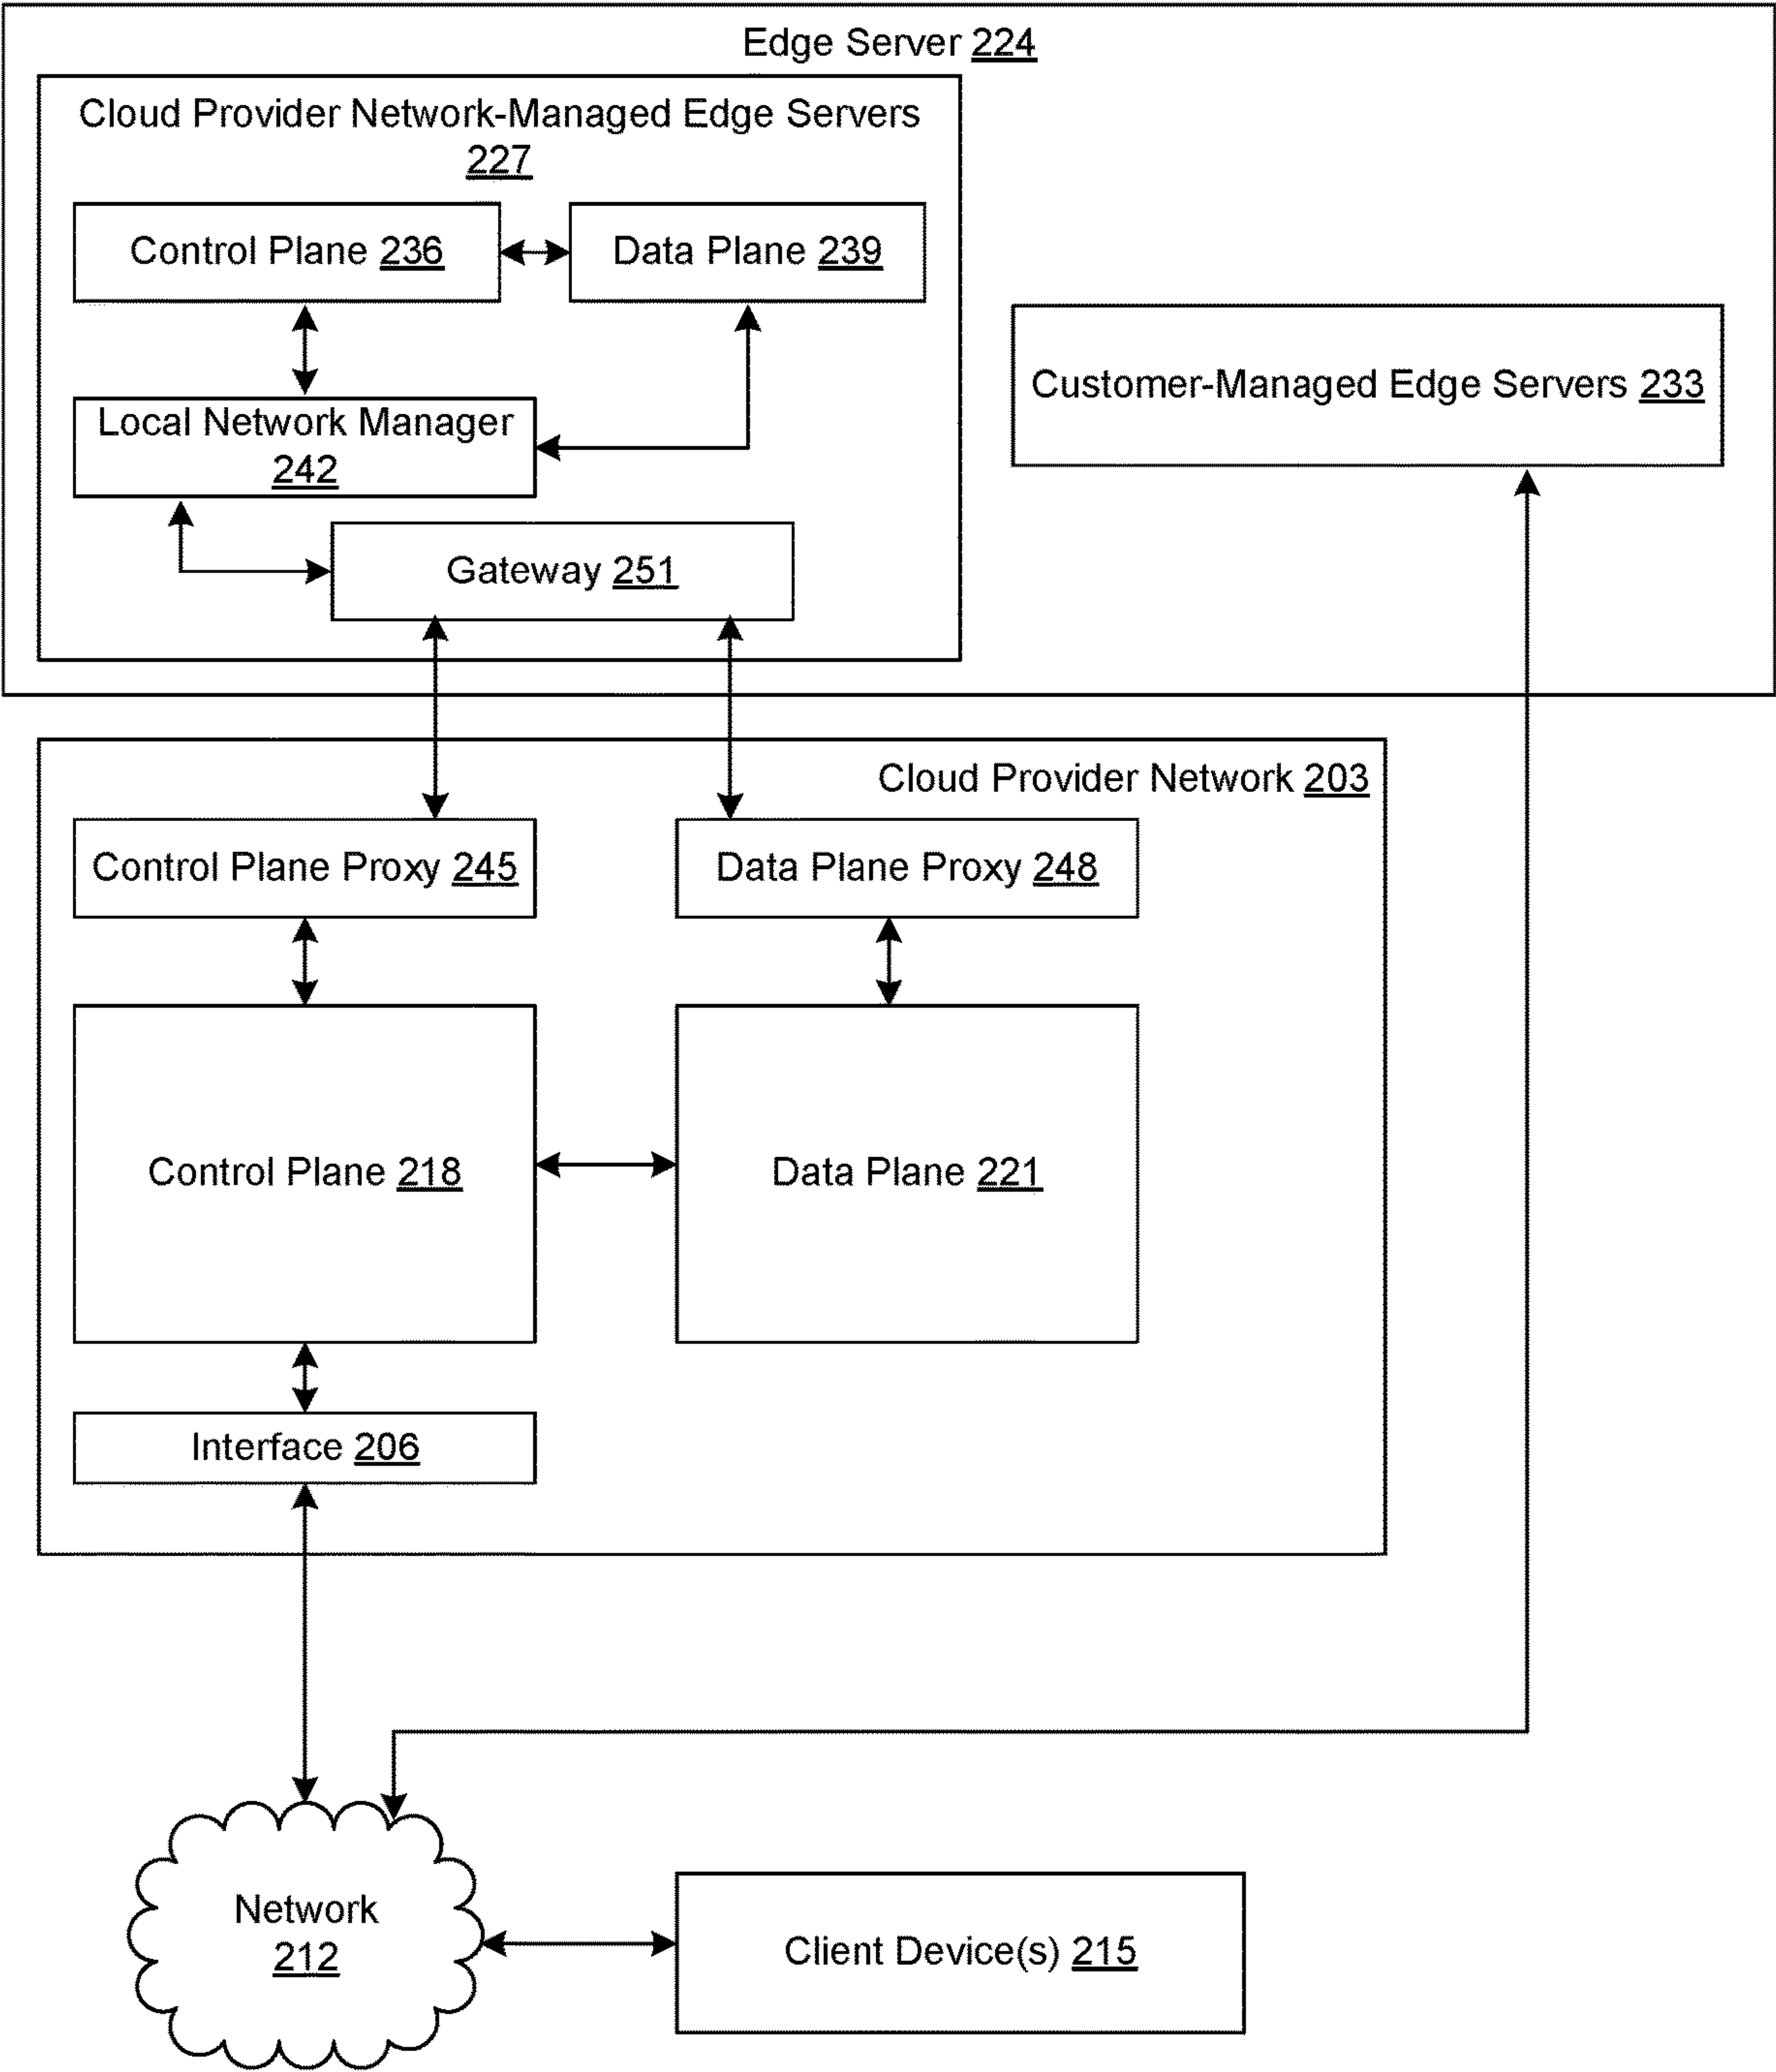 Edge Server 224
Cloud Provider Network-Managed Edge Servers
227
Control Plane 236
Data Plane 239
Customer-Managed Edge Servers 233
Local Network Manager
242
Gateway 251
Cloud Provider Network 203
Control Plane Proxy 245
Data Plane Proxy 248
Control Plane 218
Data Plane 221
Interface 206
Network
212
Client Device(s) 215